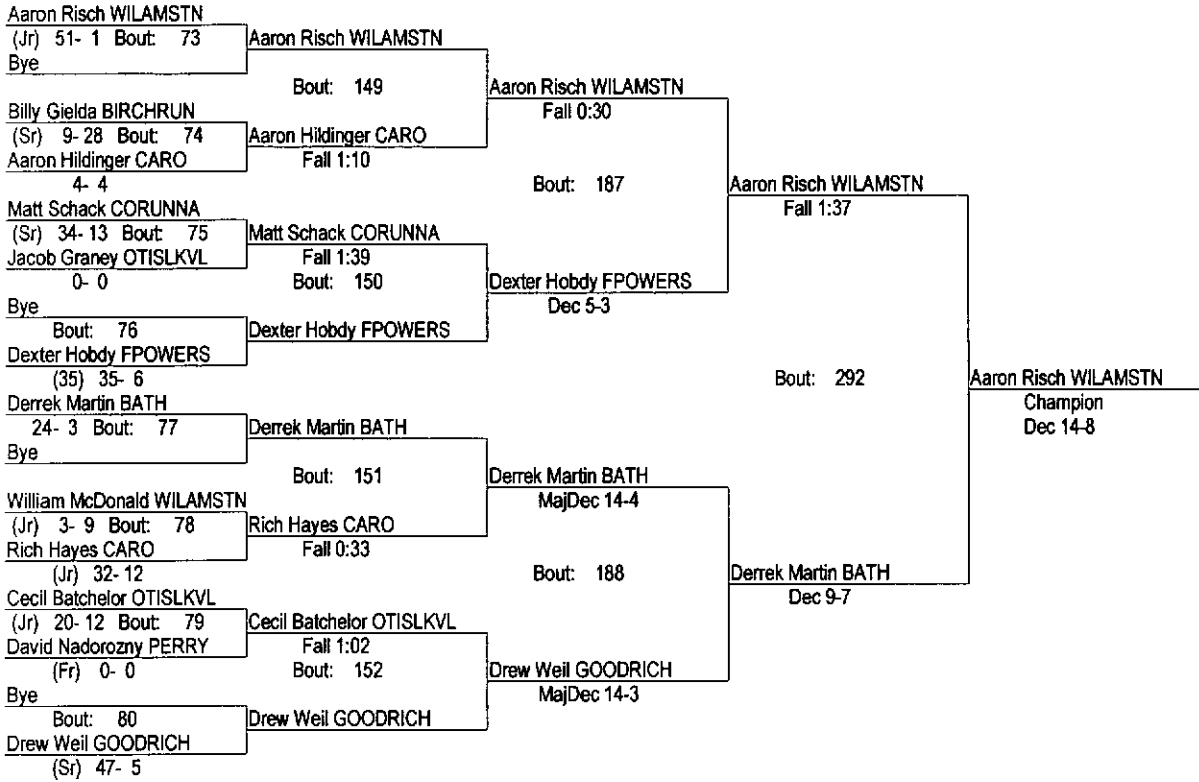 Aaron Risch WILAMSTN
(Jr) 51- 1 Bout: 73
Bye
Billy Gielda BIRCHRUN
(Sr) 9- 28 Bout: 74
Aaron Hildinger CARO
4- 4
Matt Schack CORUNNA
(Sr) 34- 13 Bout: 75
Jacob Graney OTISLKVL
0- 0
Bye
Bout: 76
Dexter Hobdy FPOWERS
(35) 35- 6
Derrek Martin BATH
24- 3 Bout: 77
Bye
William McDonald WILAMSTN
(Jr) 3- 9 Bout: 78
Rich Hayes CARO
(Jr) 32- 12
Cecil Batchelor OTISLKVL
(Jr) 20- 12 Bout: 79
David Nadorozny PERRY
(Fr) 0- 0
Bye
Bout: 80
Drew Weil GOODRICH
(Sr) 47- 5
Aaron Risch WILAMSTN
Bout: 149
Aaron Hildinger CARO
Fall 1:10
Matt Schack CORUNNA
Fall 1:39
Bout: 150
Dexter Hobdy FPOWERS
Derrek Martin BATH
Bout: 151
Rich Hayes CARO
Fall 0:33
Cecil Batchelor OTISLKVL
Fall 1:02
Bout: 152
Drew Weil GOODRICH
Aaron Risch WILAMSTN
Fall 0:30
Bout: 187
Dexter Hobdy FPOWERS
Dec 5-3
Derrek Martin BATH
MajDec 14-4
Bout: 188
Drew Weil GOODRICH
MajDec 14-3
Aaron Risch WILAMSTN
Fall 1:37
Bout: 292
Derrek Martin BATH
Dec 9-7
Aaron Risch WILAMSTN
Champion
Dec 14-8